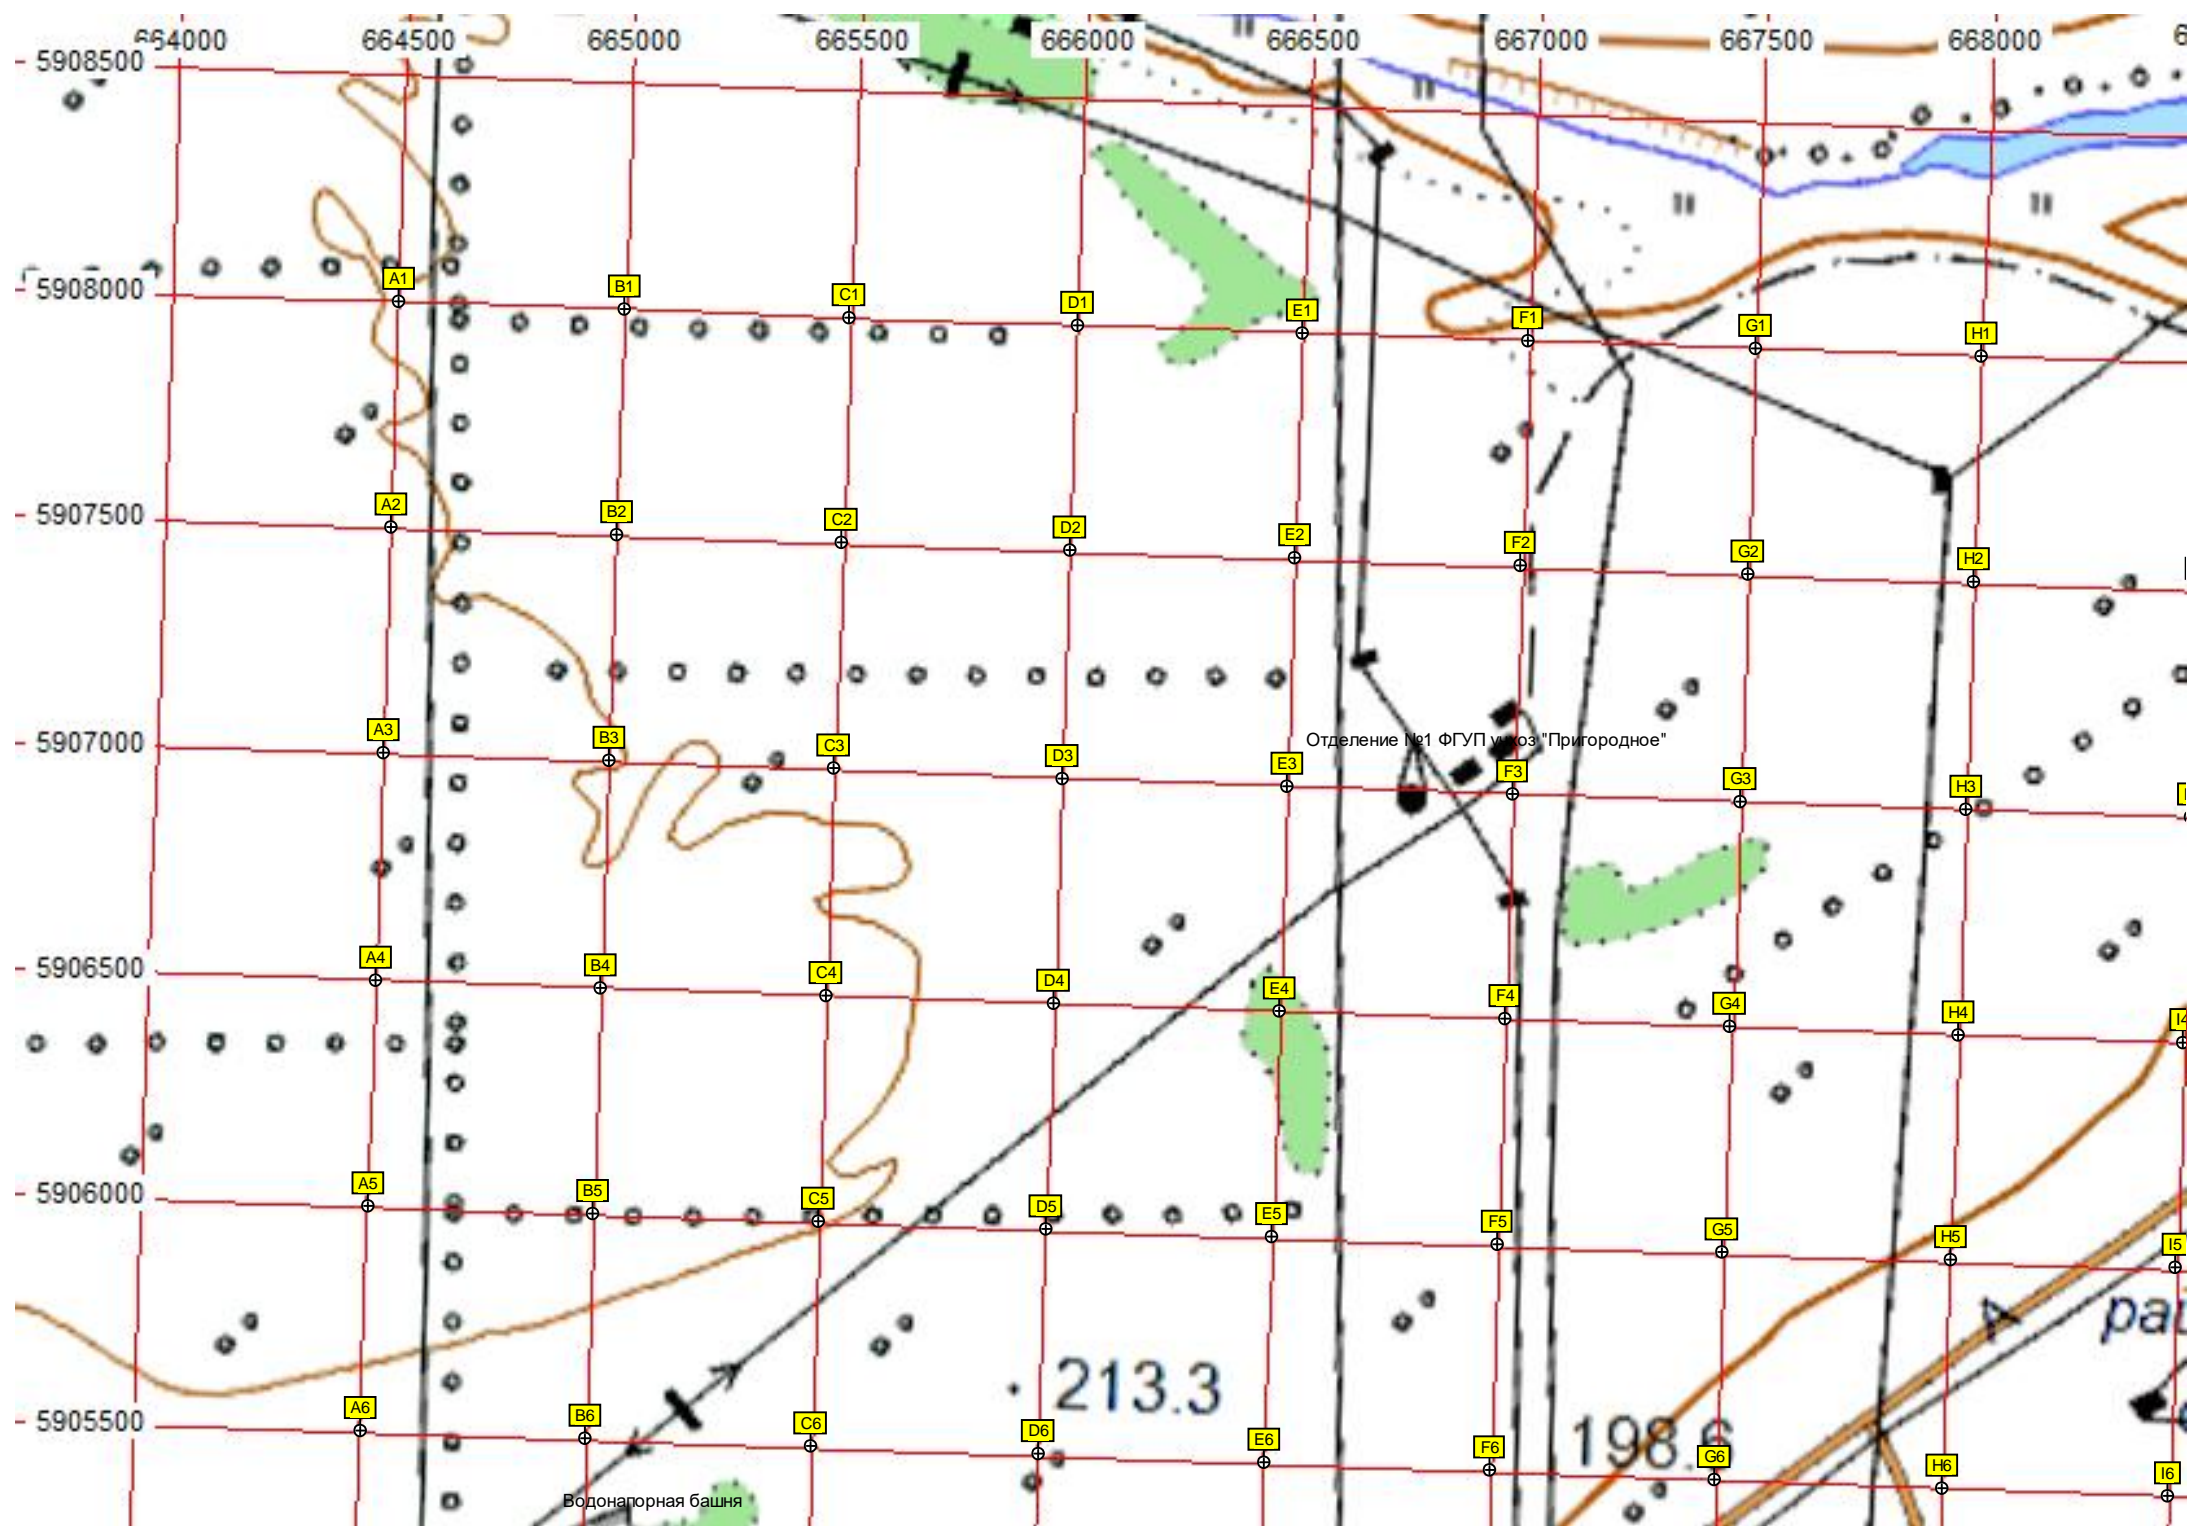 664000 664500 665000 665500 666000 666500 667000 667500 668000
5908500
5908000
A1 B1 C1 D1 E1 F1 G1 H1
5907500
A2 B2 C2 D2 E2 F2 G2 H2
Отделение №1 ФГУП учхоз "Пригородное"
5907000
A3 B3 C3 D3 E3 F3 G3 H3
5906500
A4 B4 C4 D4 E4 F4 G4 H4 I4
5906000
A5 B5 C5 D5 E5 F5 G5 H5 I5
213.3
5905500
198.6
A6 B6 C6 D6 E6 F6 G6 H6 I6
Водонапорная башня